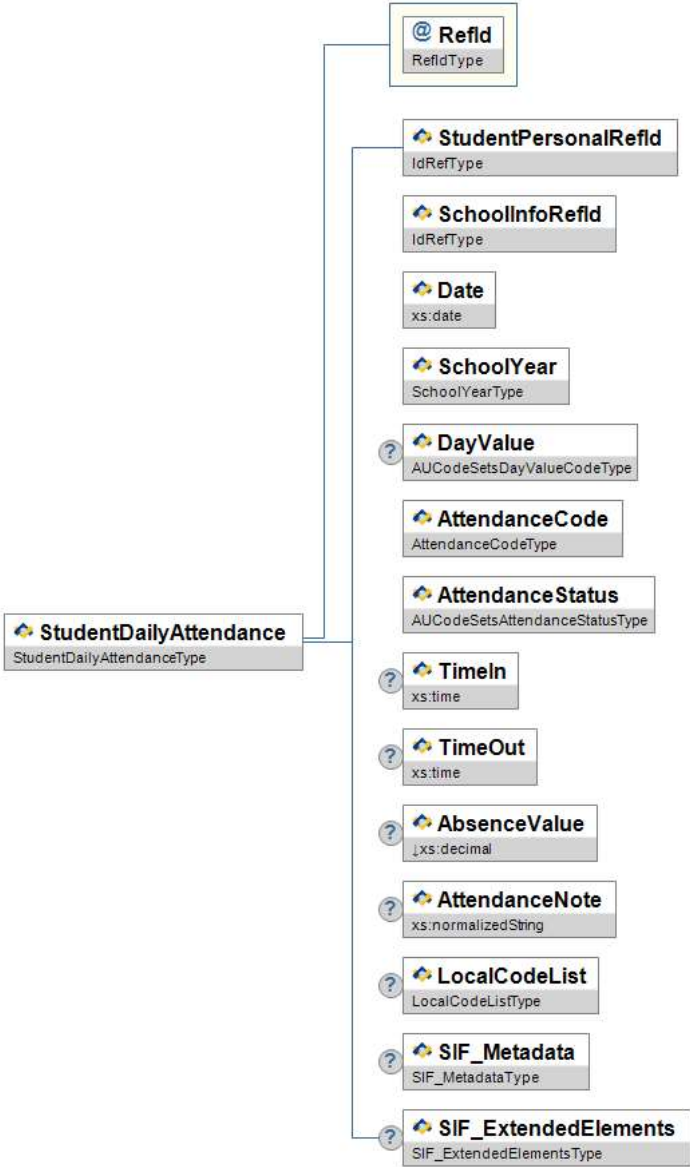 @ RefId
RefIdType
StudentPersonalRefId
IdRefType
SchoolInfoRefId
IdRefType
Date
xs:date
SchoolYear
SchoolYearType
? DayValue
AUCodeSetsDayValueCodeType
AttendanceCode
AttendanceCodeType
AttendanceStatus
AUCodeSetsAttendanceStatusType
StudentDailyAttendance
StudentDailyAttendanceType
? TimeIn
xs:time
? TimeOut
xs:time
? AbsenceValue
↓xs:decimal
? AttendanceNote
xs:normalizedString
? LocalCodeList
LocalCodeListType
? SIF_Metadata
SIF_MetadataType
? SIF_ExtendedElements
SIF_ExtendedElementsType